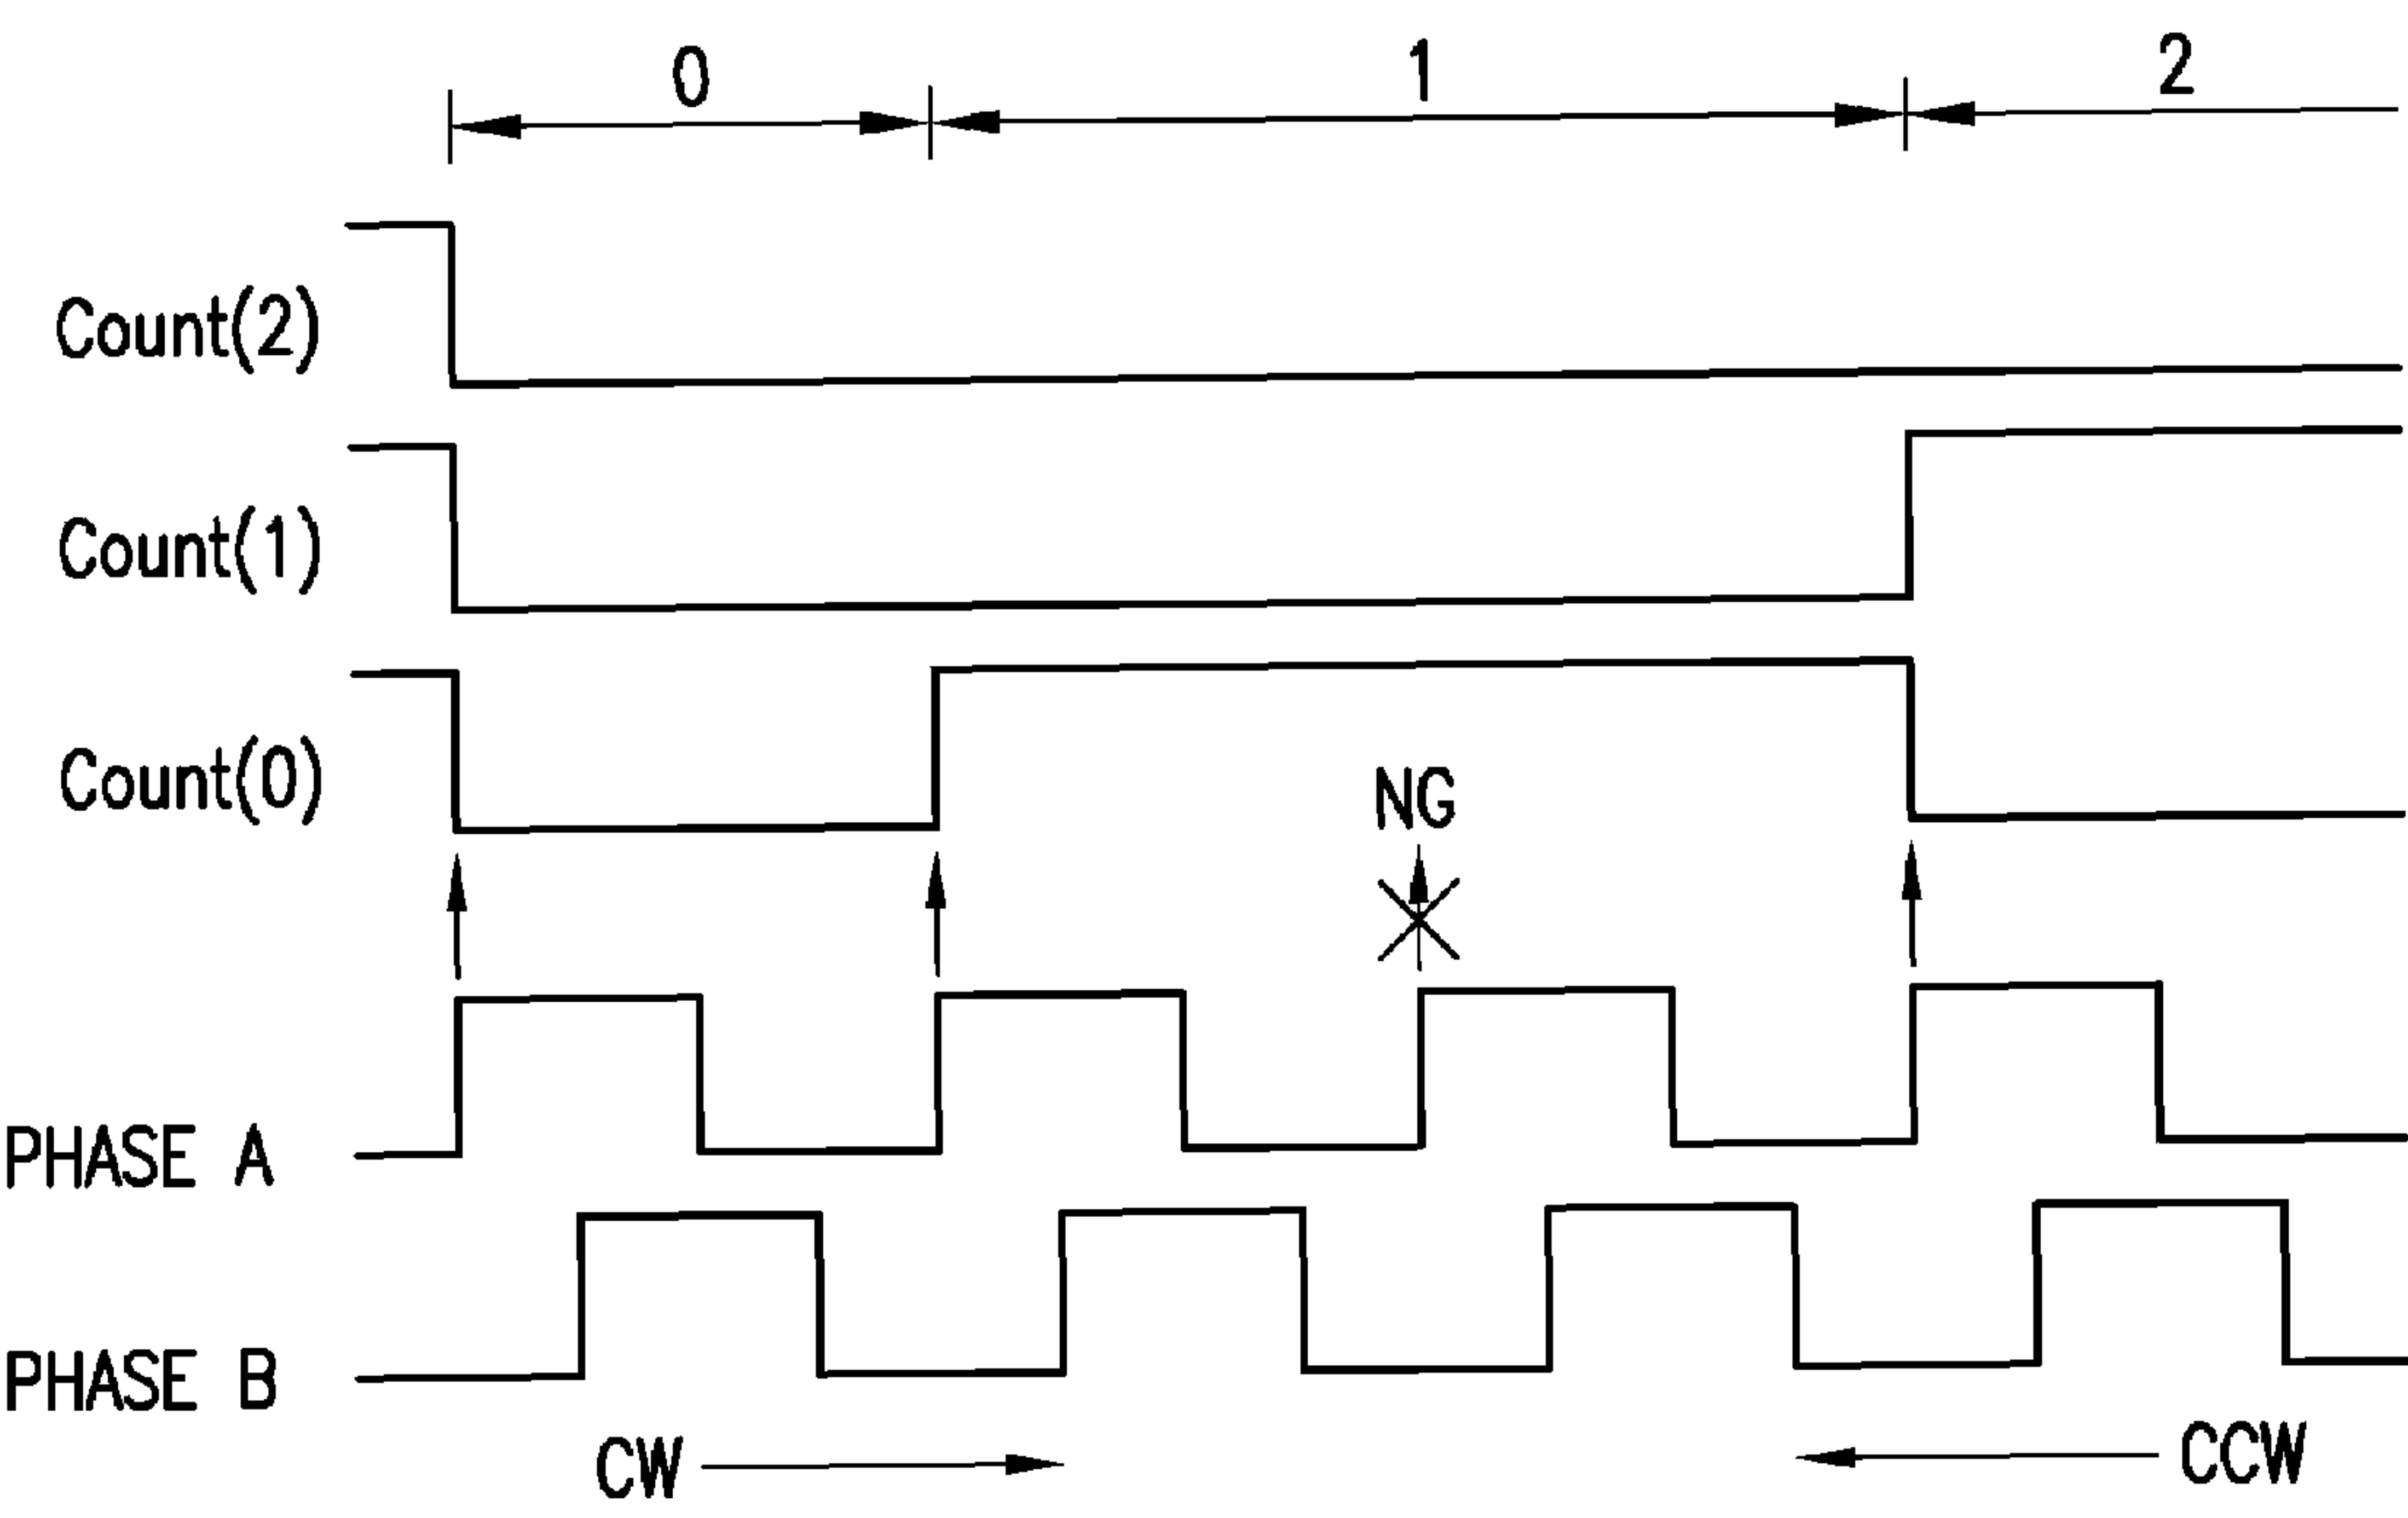 0 1 2
Count(2)
Count(1)
Count(0)
NG
PHASE A
PHASE B
CW CCW